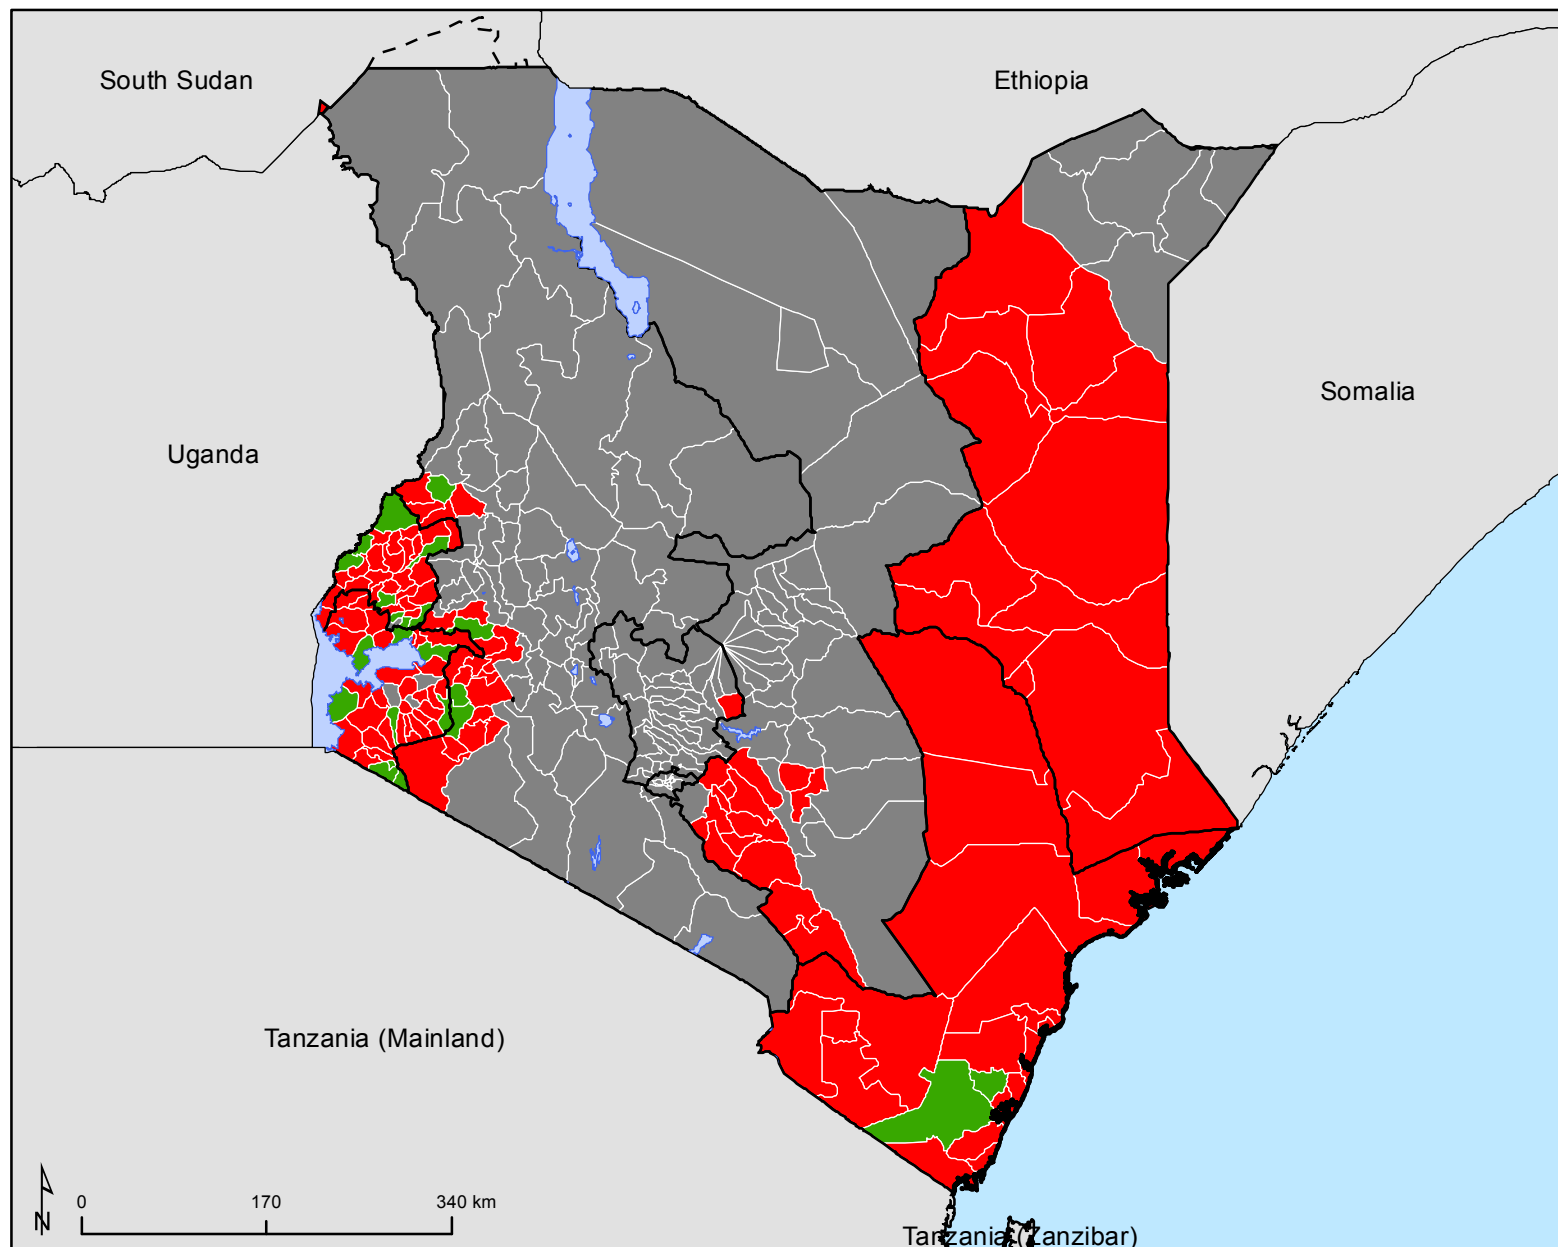 South Sudan
Ethiopia
Somalia
Uganda
Tanzania (Mainland)
N
0 170 340 km
Tanzania (Zanzibar)